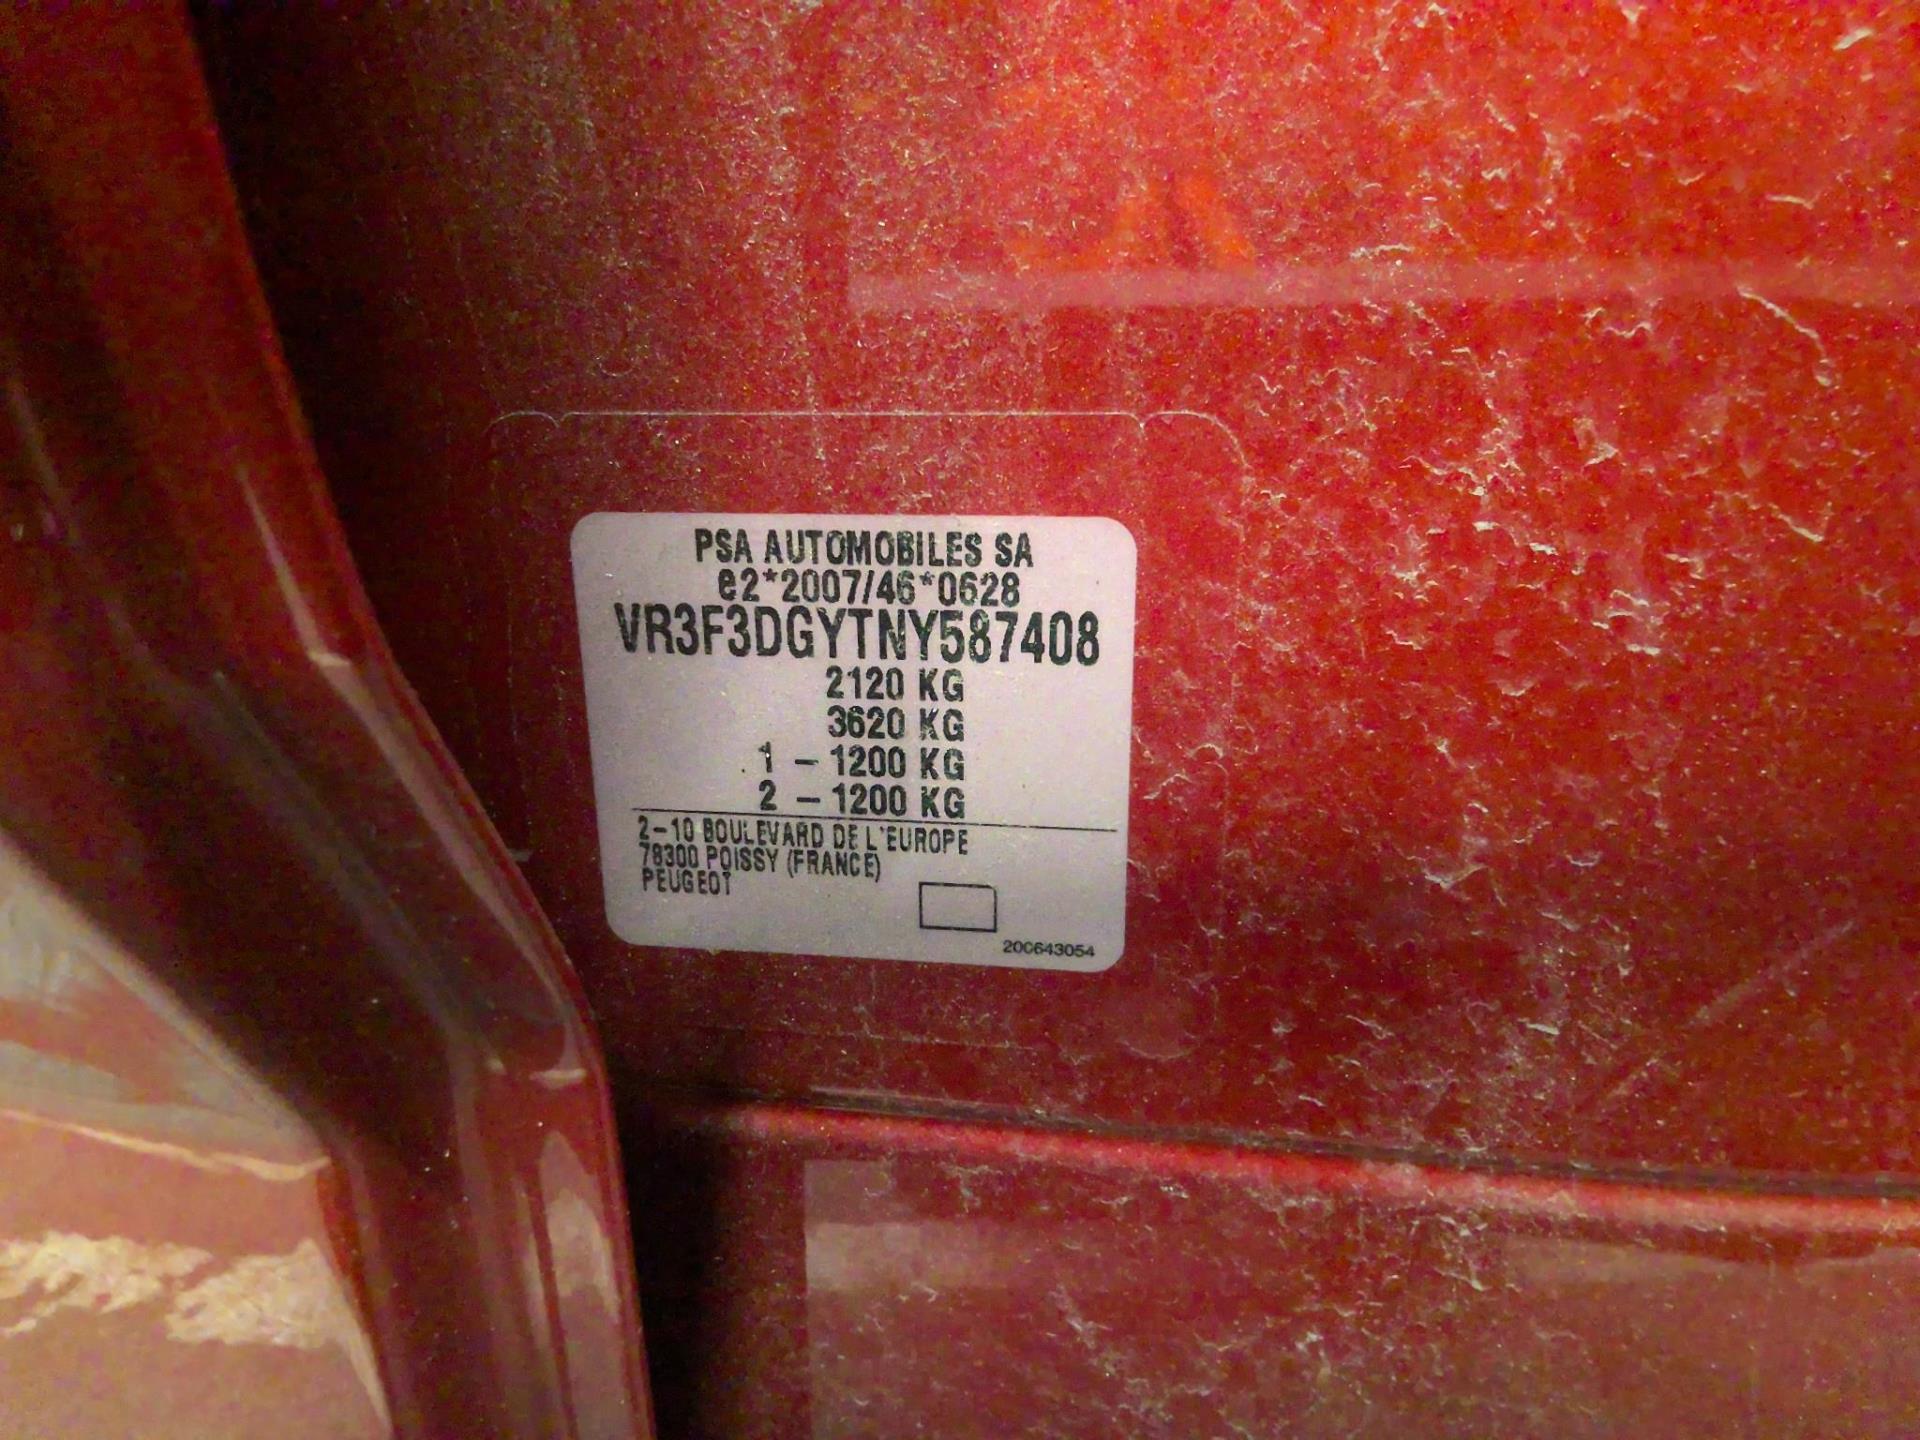 PSA AUTOMOBILES SA
e2*2007/46*0628
VR3F3DGYTNY587408
2120 KG
3620 KG
1 - 1200 KG
2 - 1200 KG
2-10 BOULEVARD DE L'EUROPE
78300 POISSY (FRANCE)
PEUGEOT
200643054